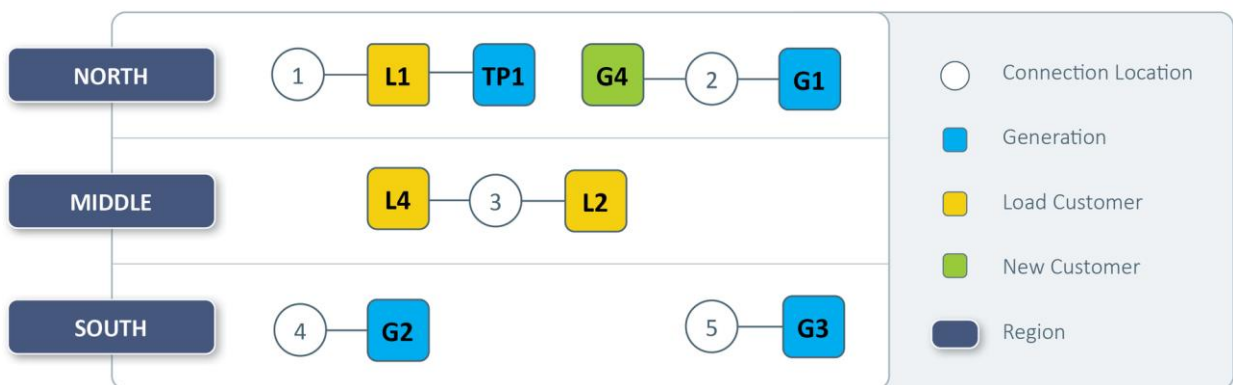 NORTH
1 L1 TP1 G4 2 G1
MIDDLE
L4 3 L2
SOUTH
4 G2 5 G3
Connection Location
Generation
Load Customer
New Customer
Region